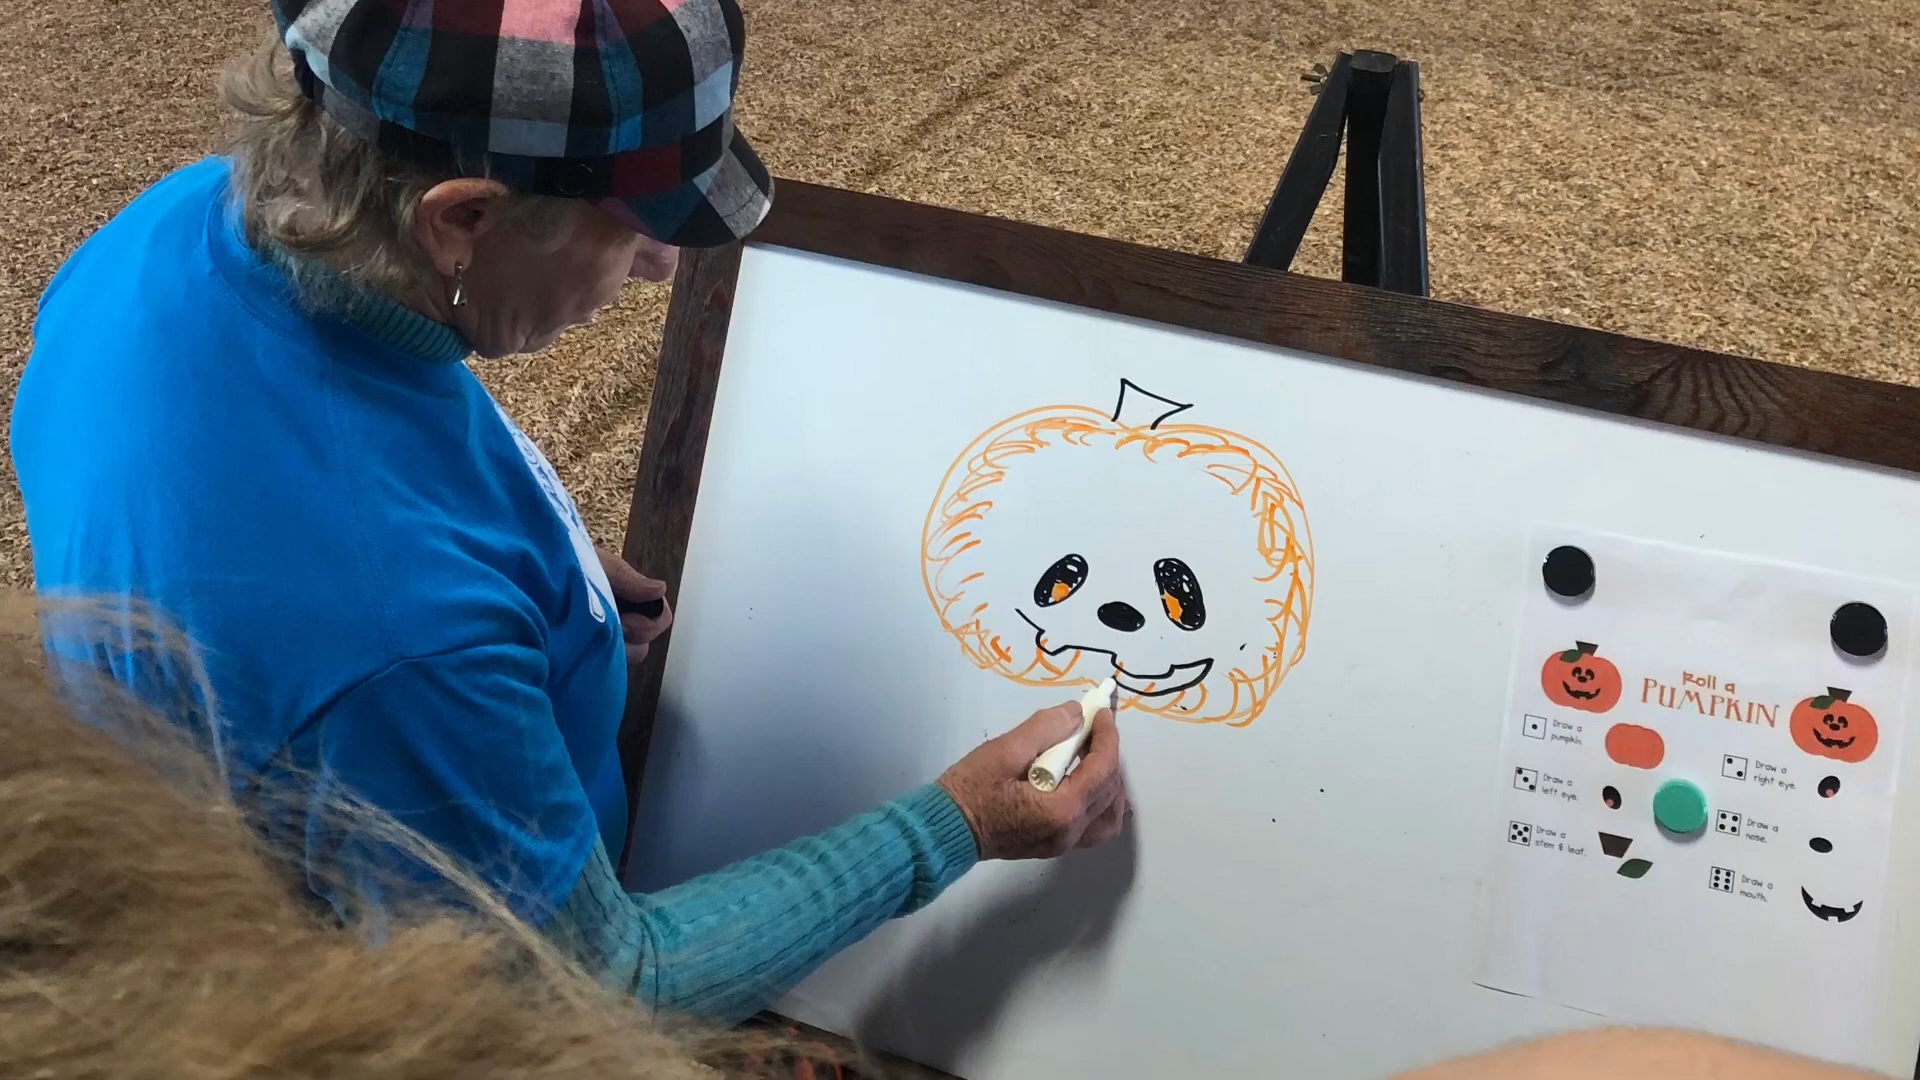 Roll a
PUMPKIN
Draw a
pumpkin.
Draw a
right eye.
Draw a
left eye.
Draw a
nose.
Draw a
stem & leaf.
Draw a
mouth.